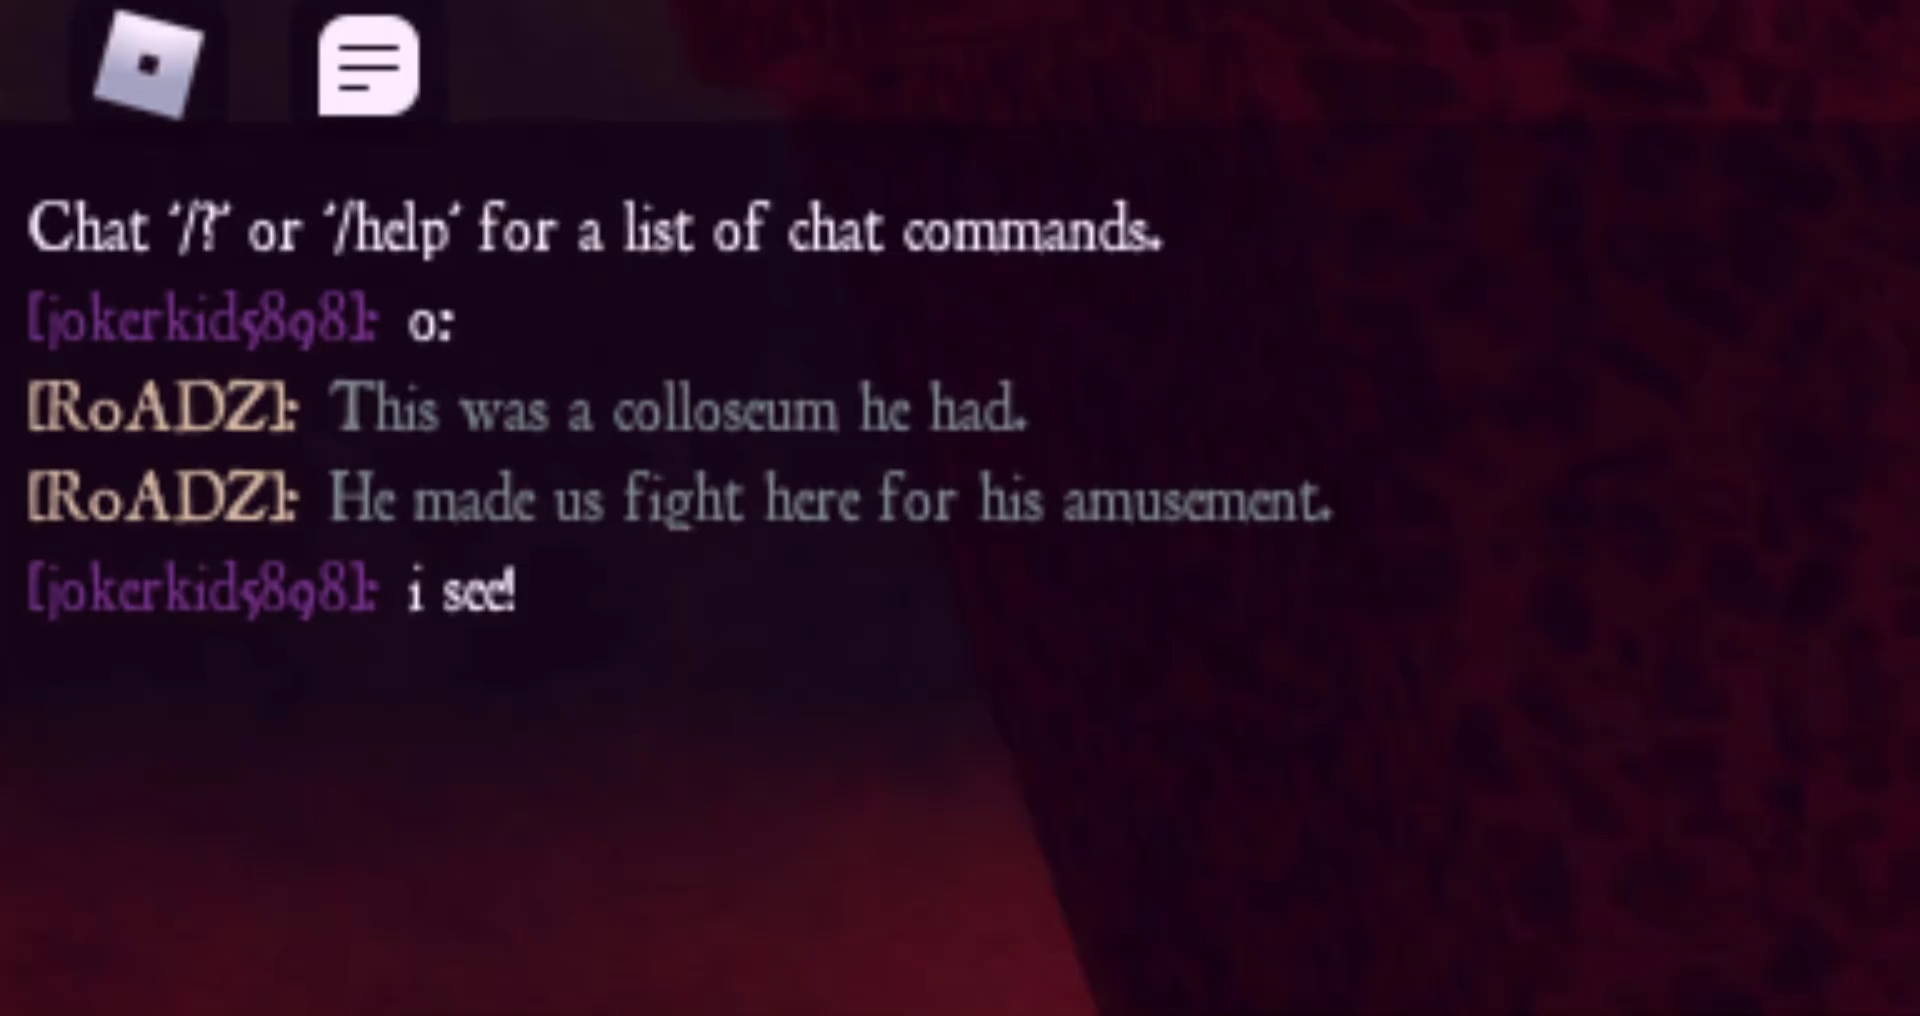 Chat '/?' or '/help' for a list of chat commands.
[jokerkid5898]: o:
[RoADZ]: This was a colloseum he had.
[RoADZ]: He made us fight here for his amusement.
[jokerkid5898]: i see!